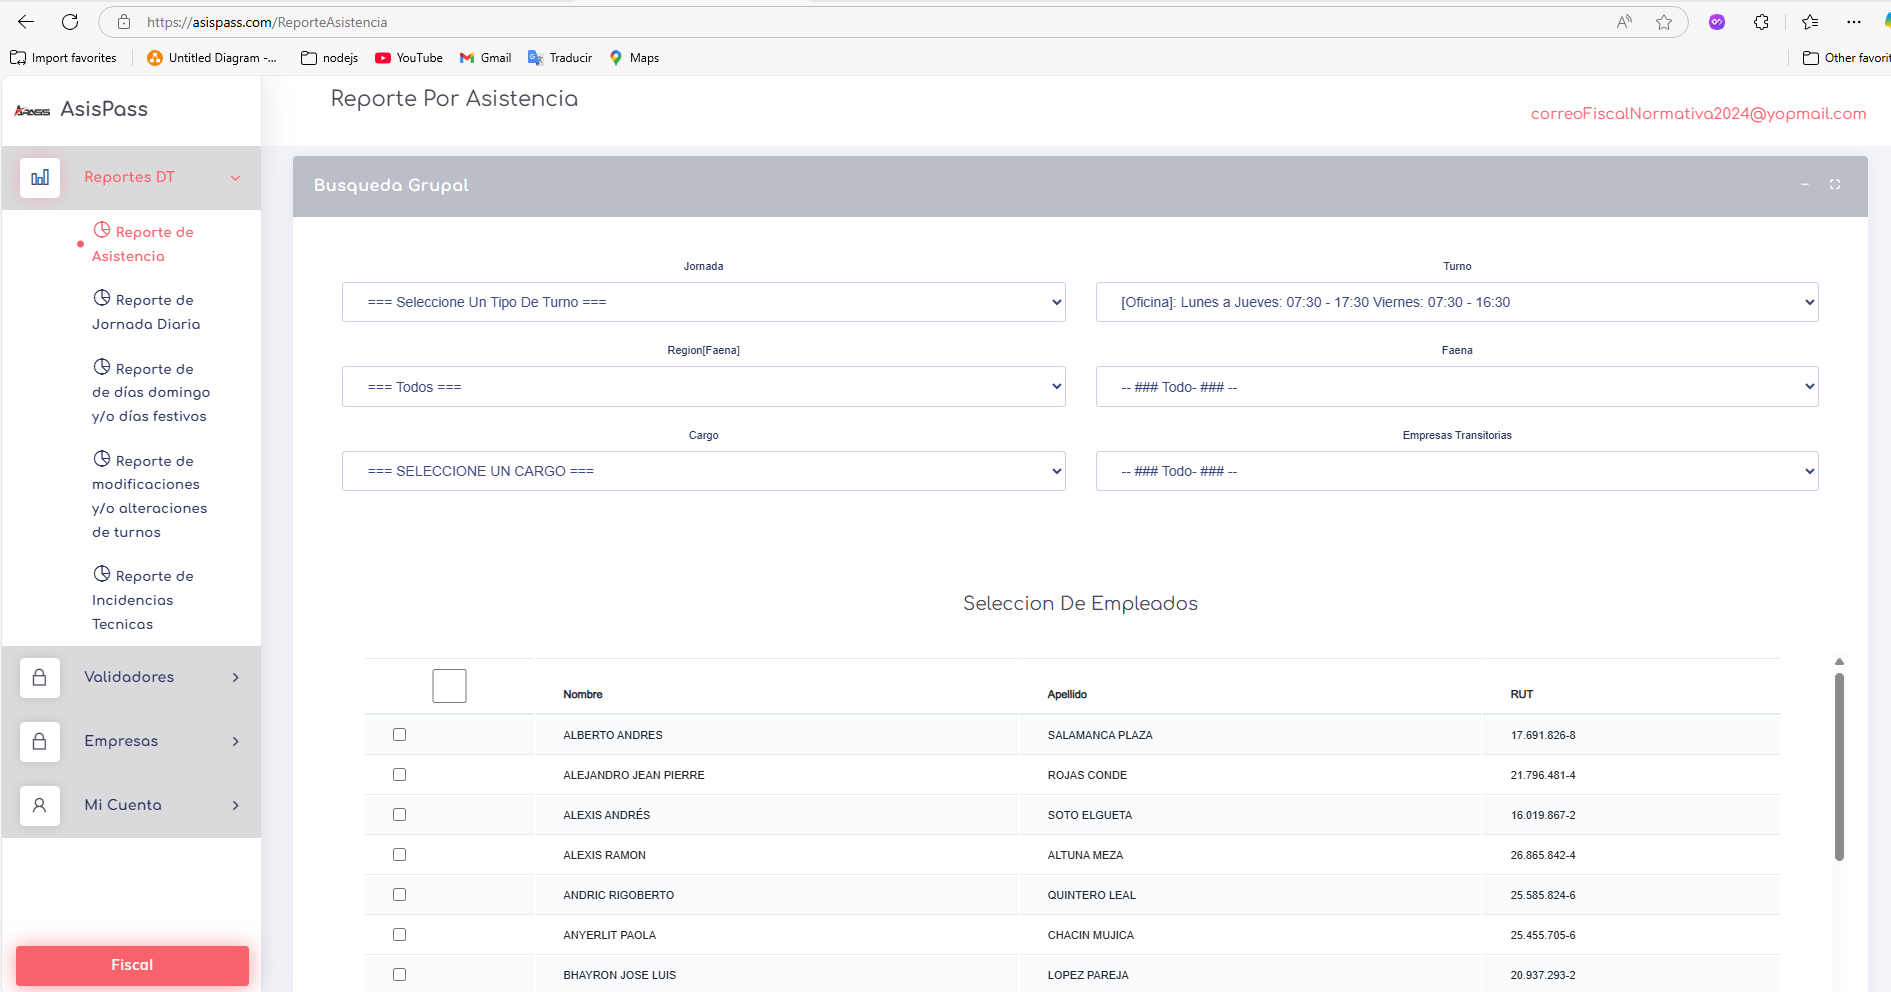 https://asispass.com/ReporteAsistencia
Import favorites
Untitled Diagram -...
nodejs
YouTube
Gmail
Traducir
Maps
Other favorit
AsisPass
Reporte Por Asistencia
correoFiscalNormativa2024@yopmail.com
Reportes DT
Reporte de
Asistencia
Reporte de
Jornada Diaria
Reporte de
de días domingo
y/o días festivos
Reporte de
modificaciones
y/o alteraciones
de turnos
Reporte de
Incidencias
Tecnicas
Validadores
Empresas
Mi Cuenta
Fiscal
Busqueda Grupal
Jornada
Turno
=== Seleccione Un Tipo De Turno ===
[Oficina]: Lunes a Jueves: 07:30 - 17:30 Viernes: 07:30 - 16:30
Region[Faena]
Faena
=== Todos ===
-- ### Todo- ### --
Cargo
Empresas Transitorias
=== SELECCIONE UN CARGO ===
-- ### Todo- ### --
Seleccion De Empleados
Nombre Apellido RUT
ALBERTO ANDRES SALAMANCA PLAZA 17.691.826-8
ALEJANDRO JEAN PIERRE ROJAS CONDE 21.796.481-4
ALEXIS ANDRÉS SOTO ELGUETA 16.019.867-2
ALEXIS RAMON ALTUNA MEZA 26.865.842-4
ANDRIC RIGOBERTO QUINTERO LEAL 25.585.824-6
ANYERLIT PAOLA CHACIN MUJICA 25.455.705-6
BHAYRON JOSE LUIS LOPEZ PAREJA 20.937.293-2